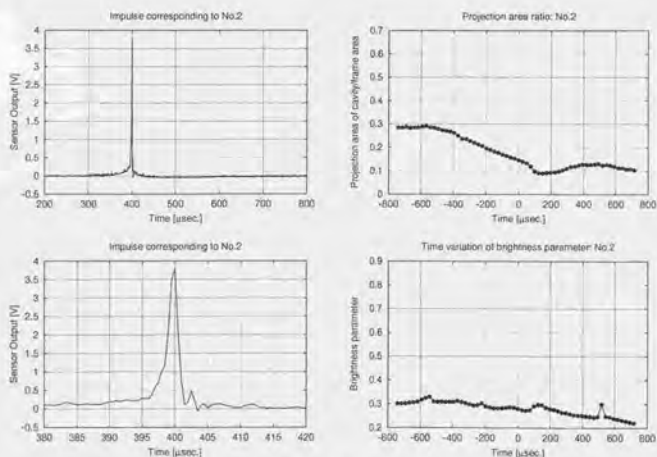 Impulse corresponding to No.2
Sensor Output [V]
4
3.5
3
2.5
2
1.5
1
0.5
0
-0.5
200 300 400 500 600 700 800
Time [μsec.]
Projection area ratio: No.2
Projection area of cavity/frame area
0.7
0.6
0.5
0.4
0.3
0.2
0.1
0
-800 -600 -400 -200 0 200 400 600 800
Time [μsec.]
Impulse corresponding to No.2
Sensor Output [V]
4
3.5
3
2.5
2
1.5
1
0.5
0
-0.5
380 385 390 395 400 405 410 415 420
Time [μsec.]
Time variation of brightness parameter: No.2
Brightness parameter
0.9
0.8
0.7
0.6
0.5
0.4
0.3
0.2
-800 -600 -400 -200 0 200 400 600 800
Time [μsec.]